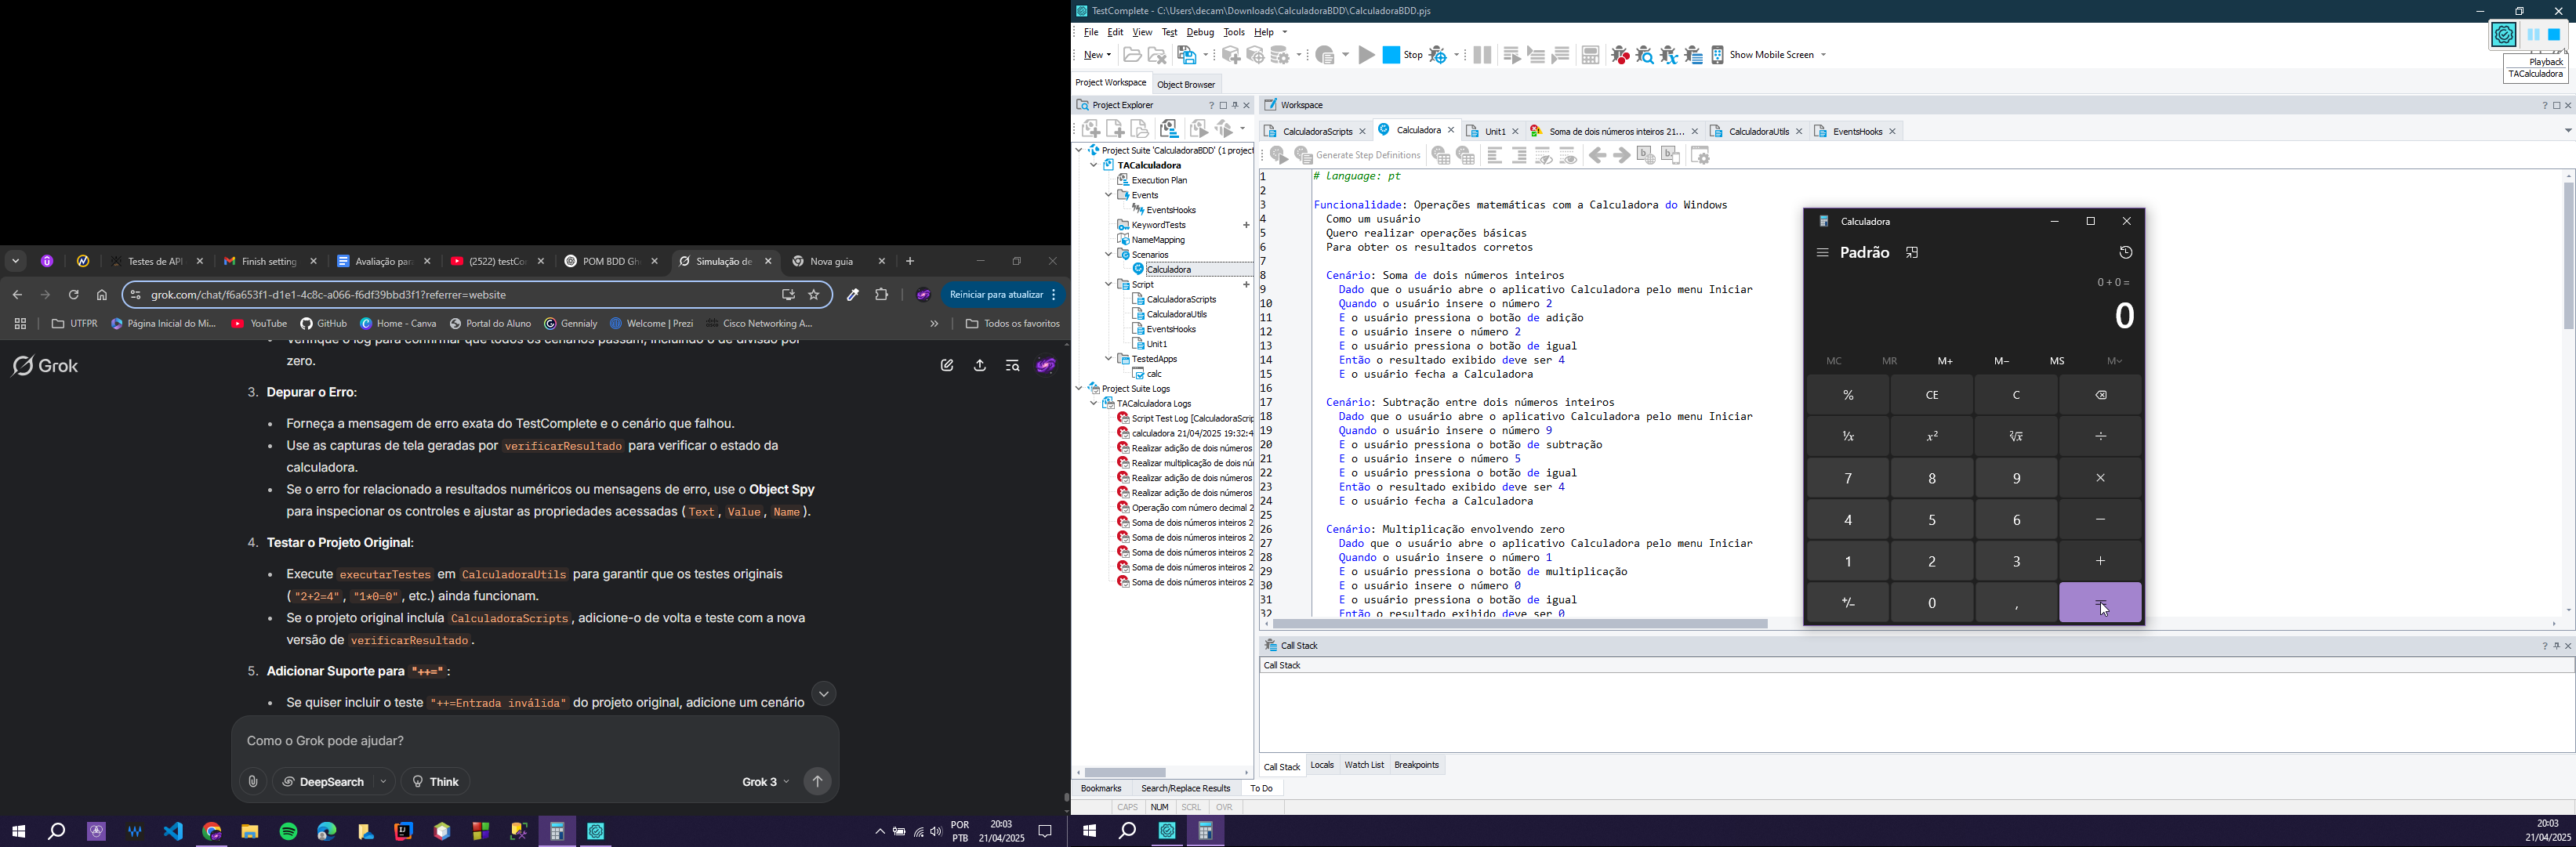 Testes de API
Finish setting
Avaliação par
(2522) testCo
POM BDD Gh
Simulação de
Nova guia
grok.com/chat/f6a653f1-d1e1-4c8c-a066-f6df39bbd3f1?referrer=website
Reiniciar para atualizar
UTFPR
Página Inicial do Mi...
YouTube
GitHub
Home - Canva
Portal do Aluno
Gennialy
Welcome | Prezi
Cisco Networking A...
Todos os favoritos
Grok
Verifique o log para confirmar que todos os cenários passam, incluindo o de divisão por
zero.
3. Depurar o Erro:
Forneça a mensagem de erro exata do TestComplete e o cenário que falhou.
Use as capturas de tela geradas por verificarResultado para verificar o estado da
calculadora.
Se o erro for relacionado a resultados numéricos ou mensagens de erro, use o Object Spy
para inspecionar os controles e ajustar as propriedades acessadas (Text, Value, Name).
4. Testar o Projeto Original:
Execute executarTestes em CalculadoraUtils para garantir que os testes originais
("2+2=4", "1*0=0", etc.) ainda funcionam.
Se o projeto original incluía CalculadoraScripts, adicione-o de volta e teste com a nova
versão de verificarResultado.
5. Adicionar Suporte para "++=":
Se quiser incluir o teste "++=Entrada inválida" do projeto original, adicione um cenário
Como o Grok pode ajudar?
DeepSearch
Think
Grok 3
POR
PTB
20:03
21/04/2025
TestComplete - C:\Users\decam\Downloads\CalculadoraBDD\CalculadoraBDD.pjs
File Edit View Test Debug Tools Help
New
Stop
Show Mobile Screen
Playback
TACalculadora
Project Workspace
Object Browser
Project Explorer
Project Suite 'CalculadoraBDD' (1 project
TACalculadora
Execution Plan
Events
EventsHooks
KeywordTests
NameMapping
Scenarios
Calculadora
Script
CalculadoraScripts
CalculadoraUtils
EventsHooks
Unit1
TestedApps
calc
Project Suite Logs
TACalculadora Logs
Script Test Log [CalculadoraScrip
calculadora 21/04/2025 19:32:4
Realizar adição de dois números
Realizar multiplicação de dois nú
Realizar adição de dois números
Realizar adição de dois números
Operação com número decimal 2
Soma de dois números inteiros 2
Soma de dois números inteiros 2
Soma de dois números inteiros 2
Soma de dois números inteiros 2
Soma de dois números inteiros 2
Bookmarks
Search/Replace Results
To Do
CAPS NUM SCRL OVR
Workspace
CalculadoraScripts
Calculadora
Unit1
Soma de dois números inteiros 21...
CalculadoraUtils
EventsHooks
Generate Step Definitions
1 # language: pt
2
3 Funcionalidade: Operações matemáticas com a Calculadora do Windows
4 Como um usuário
5 Quero realizar operações básicas
6 Para obter os resultados corretos
7
8 Cenário: Soma de dois números inteiros
9 Dado que o usuário abre o aplicativo Calculadora pelo menu Iniciar
10 Quando o usuário insere o número 2
11 E o usuário pressiona o botão de adição
12 E o usuário insere o número 2
13 E o usuário pressiona o botão de igual
14 Então o resultado exibido deve ser 4
15 E o usuário fecha a Calculadora
16
17 Cenário: Subtração entre dois números inteiros
18 Dado que o usuário abre o aplicativo Calculadora pelo menu Iniciar
19 Quando o usuário insere o número 9
20 E o usuário pressiona o botão de subtração
21 E o usuário insere o número 5
22 E o usuário pressiona o botão de igual
23 Então o resultado exibido deve ser 4
24 E o usuário fecha a Calculadora
25
26 Cenário: Multiplicação envolvendo zero
27 Dado que o usuário abre o aplicativo Calculadora pelo menu Iniciar
28 Quando o usuário insere o número 1
29 E o usuário pressiona o botão de multiplicação
30 E o usuário insere o número 0
31 E o usuário pressiona o botão de igual
32 Então o resultado exibido deve ser 0
Calculadora
Padrão
0 + 0 =
0
MC MR M+ M− MS M˅
% CE C
¹/x x² ²√x ÷
7 8 9 ×
4 5 6 −
1 2 3 +
+/− 0 , =
Call Stack
Call Stack
Call Stack
Locals
Watch List
Breakpoints
20:03
21/04/2025